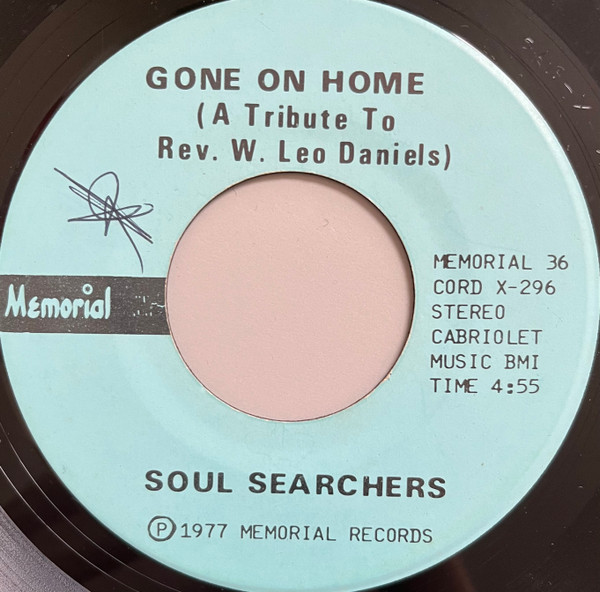 GONE ON HOME
(A Tribute To
Rev. W. Leo Daniels)
Memorial
MEMORIAL 36
CORD X-296
STEREO
CABRIOLET
MUSIC BMI
TIME 4:55
SOUL SEARCHERS
Ⓟ1977 MEMORIAL RECORDS